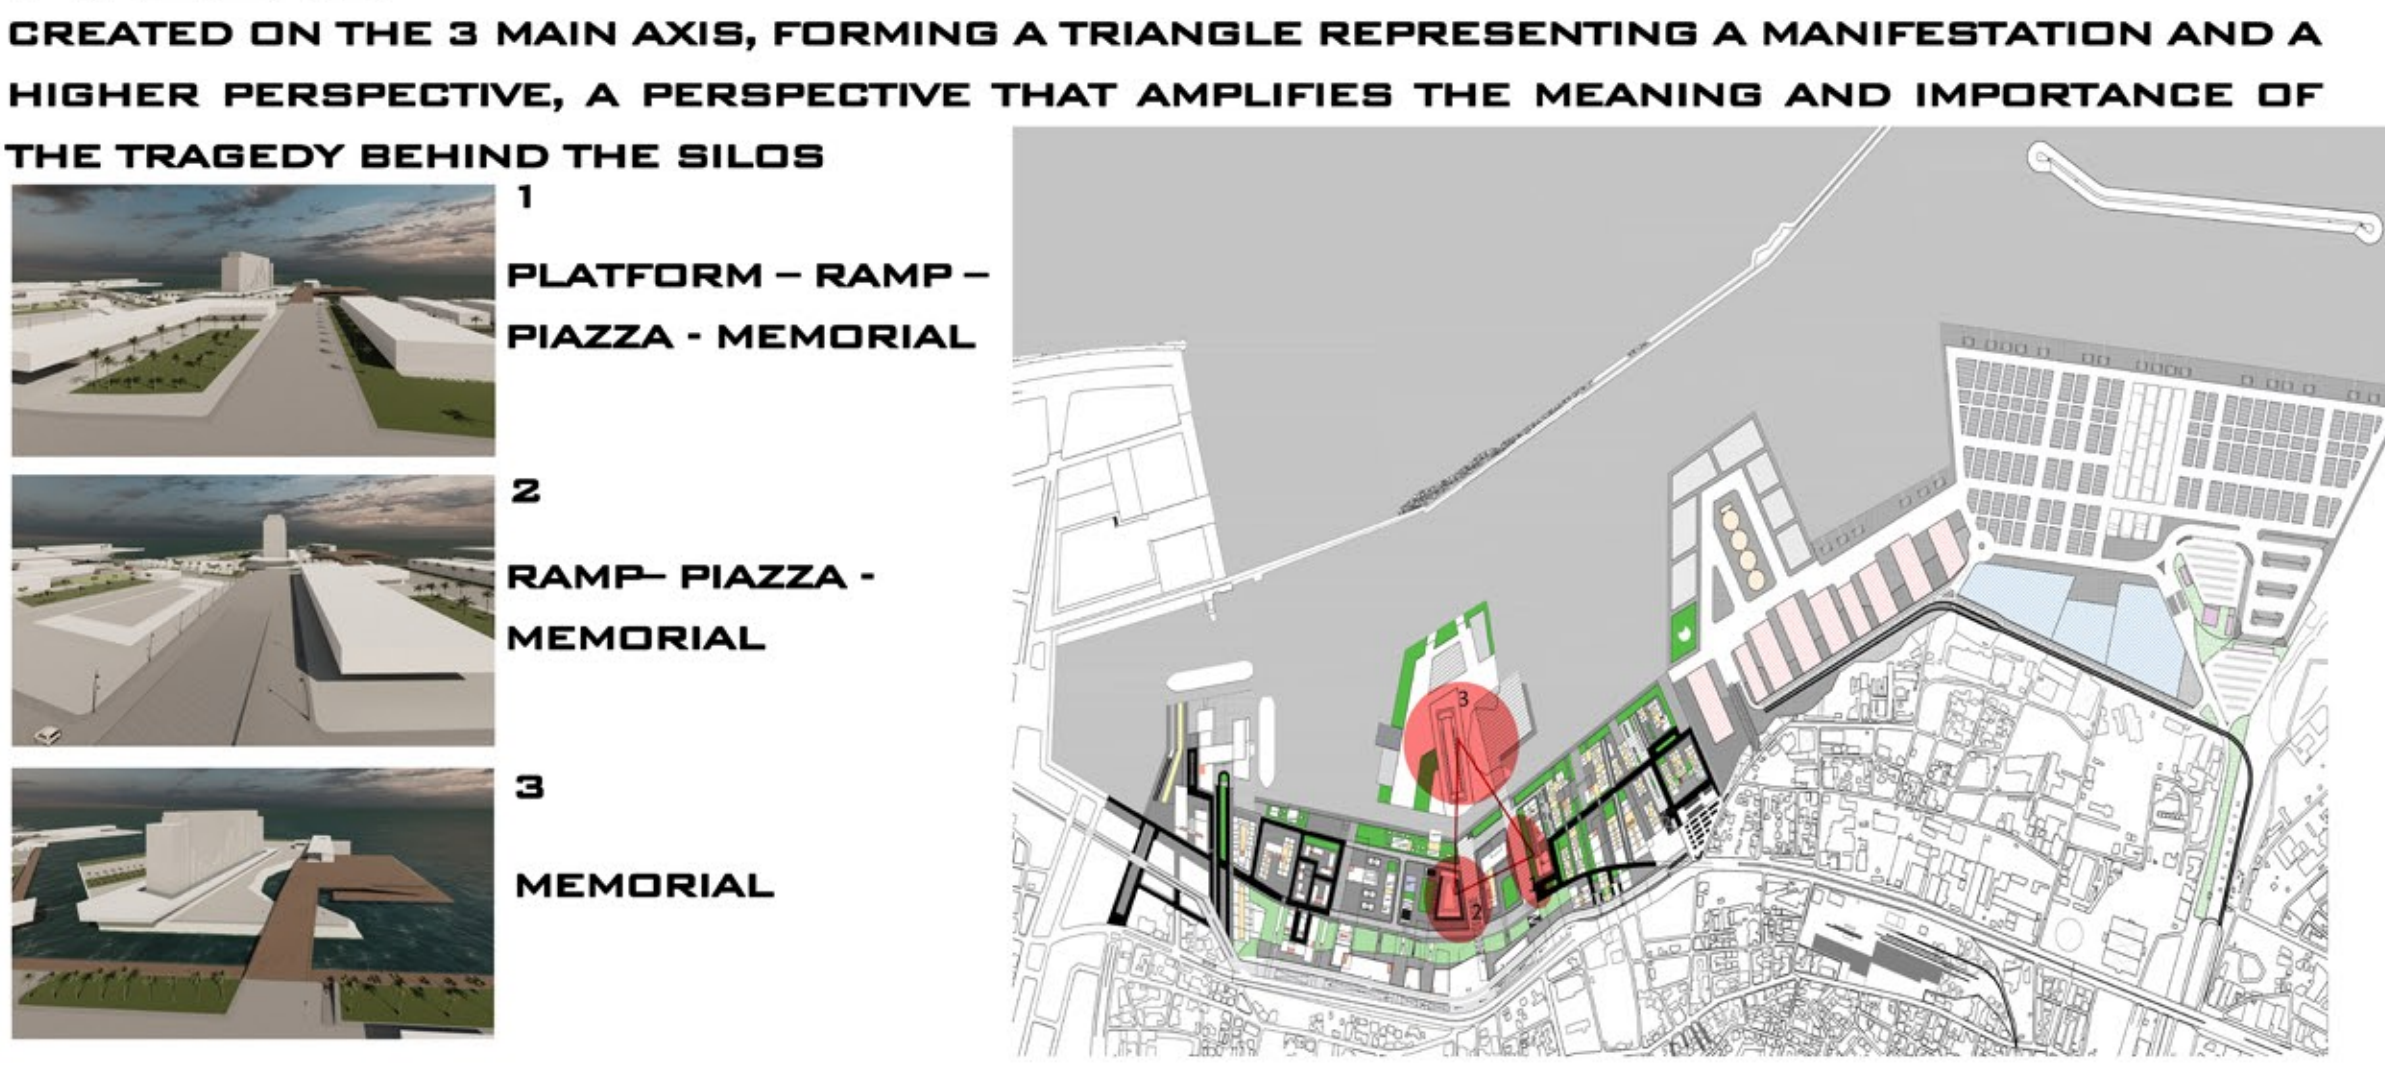 CREATED ON THE 3 MAIN AXIS, FORMING A TRIANGLE REPRESENTING A MANIFESTATION AND A
HIGHER PERSPECTIVE, A PERSPECTIVE THAT AMPLIFIES THE MEANING AND IMPORTANCE OF
THE TRAGEDY BEHIND THE SILOS
1
PLATFORM – RAMP –
PIAZZA - MEMORIAL
2
RAMP– PIAZZA -
MEMORIAL
3
MEMORIAL
3
1
2